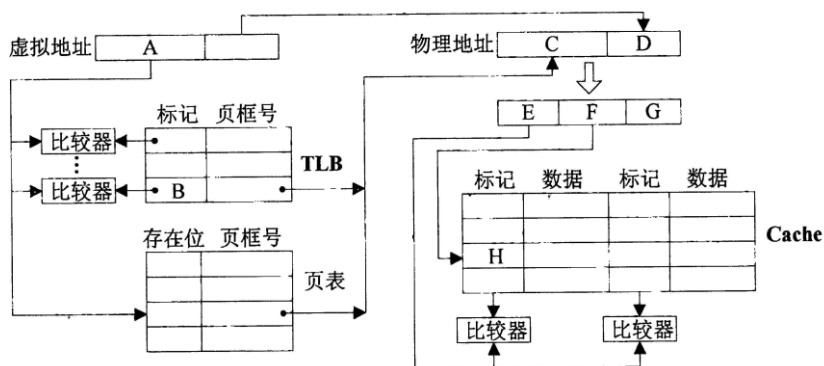 虚拟地址 A
物理地址 C D
E F G
标记 页框号
比较器
TLB
比较器 B
标记 数据 标记 数据
Cache
H
存在位 页框号
页表
比较器 比较器